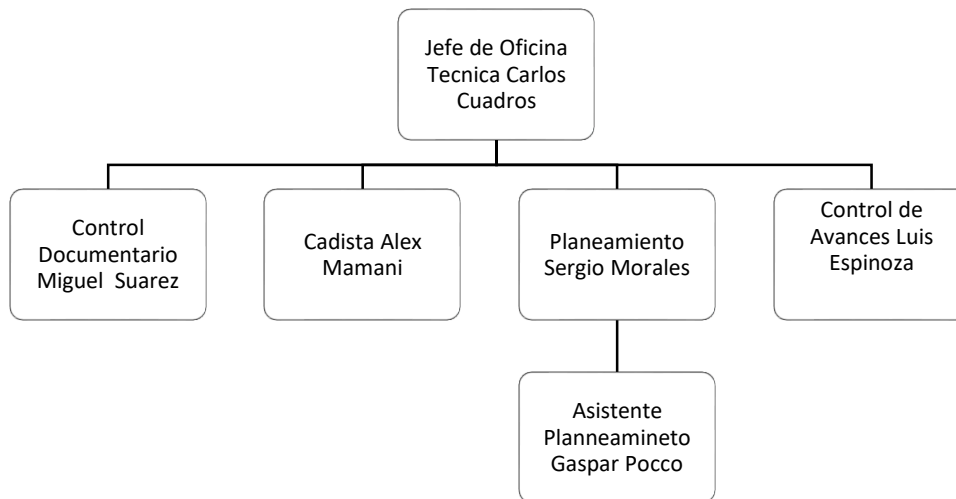 Jefe de Oficina
Tecnica Carlos
Cuadros
Control
Documentario
Miguel  Suarez
Cadista Alex
Mamani
Planeamiento
Sergio Morales
Control de
Avances Luis
Espinoza
Asistente
Planneamineto
Gaspar Pocco